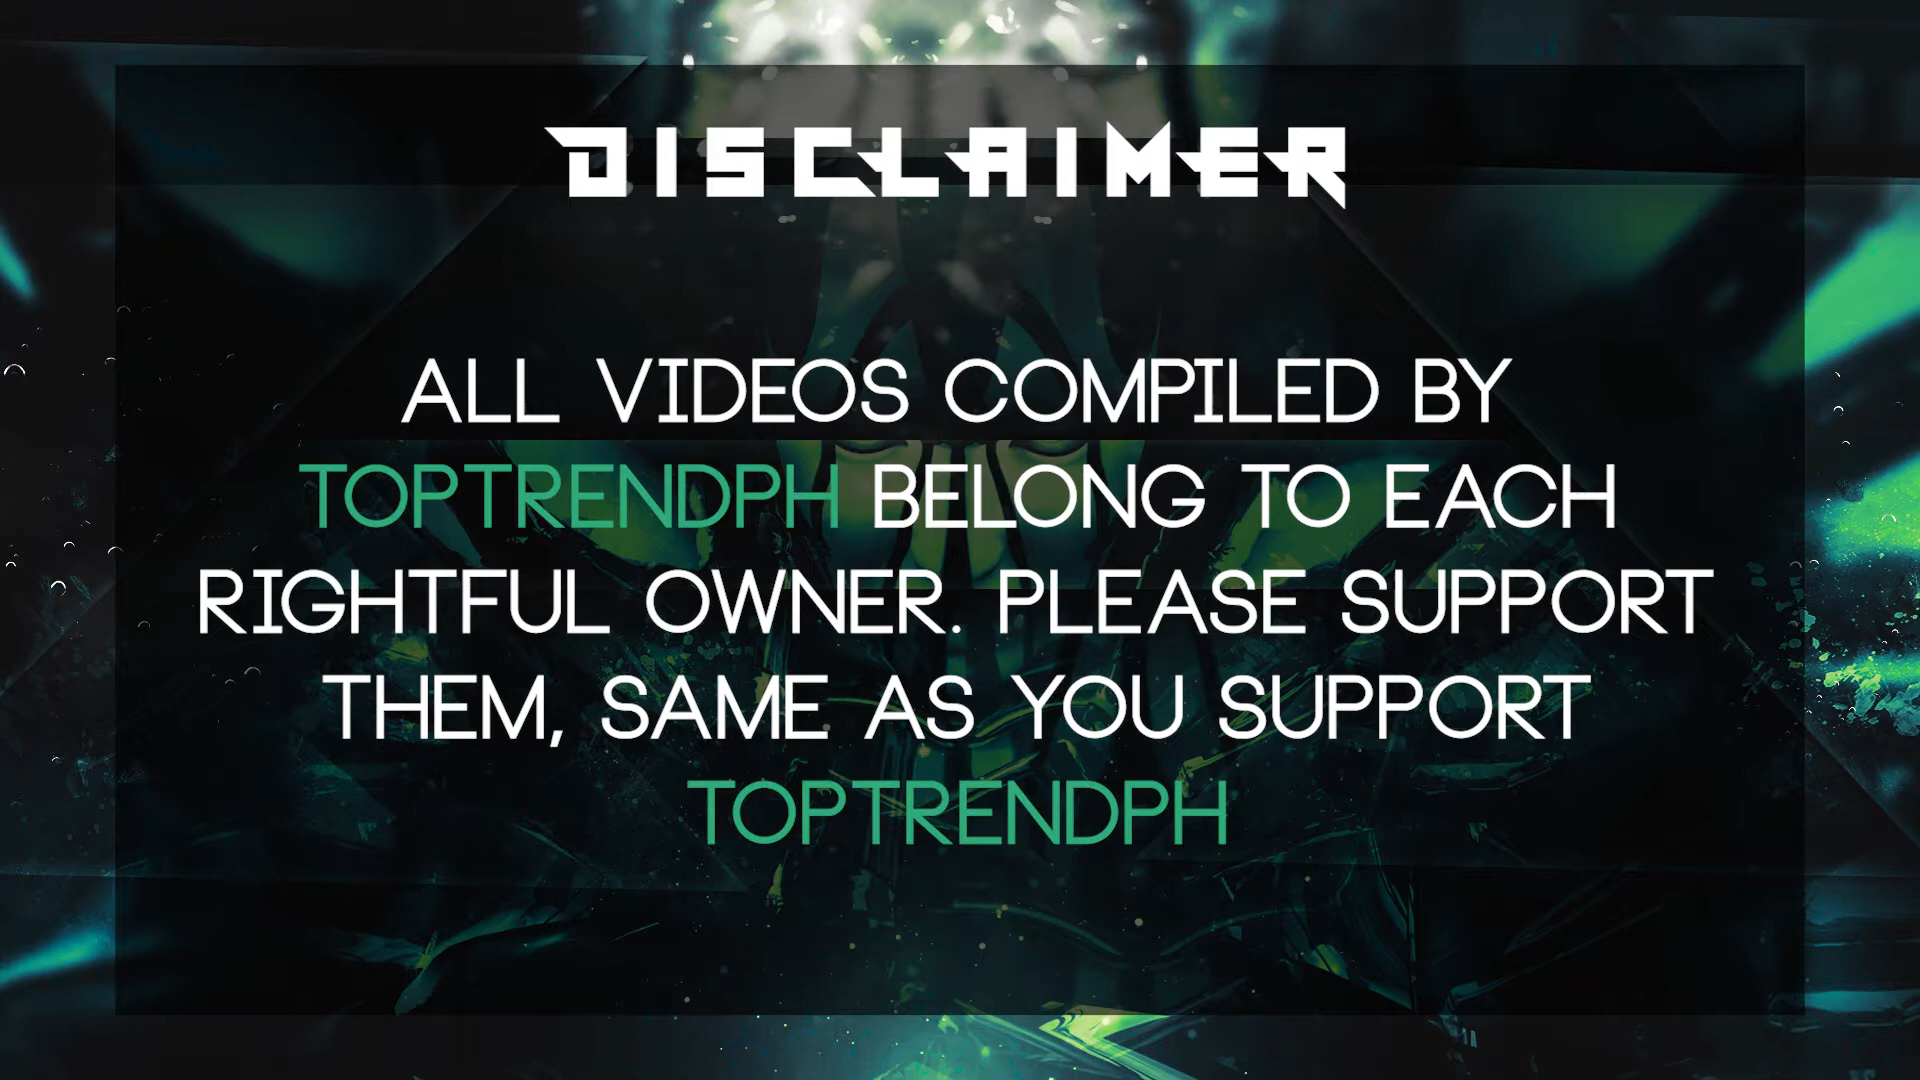 DISCLAIMER
ALL VIDEOS COMPILED BY
TOPTRENDPH BELONG TO EACH
RIGHTFUL OWNER. PLEASE SUPPORT
THEM, SAME AS YOU SUPPORT
TOPTRENDPH